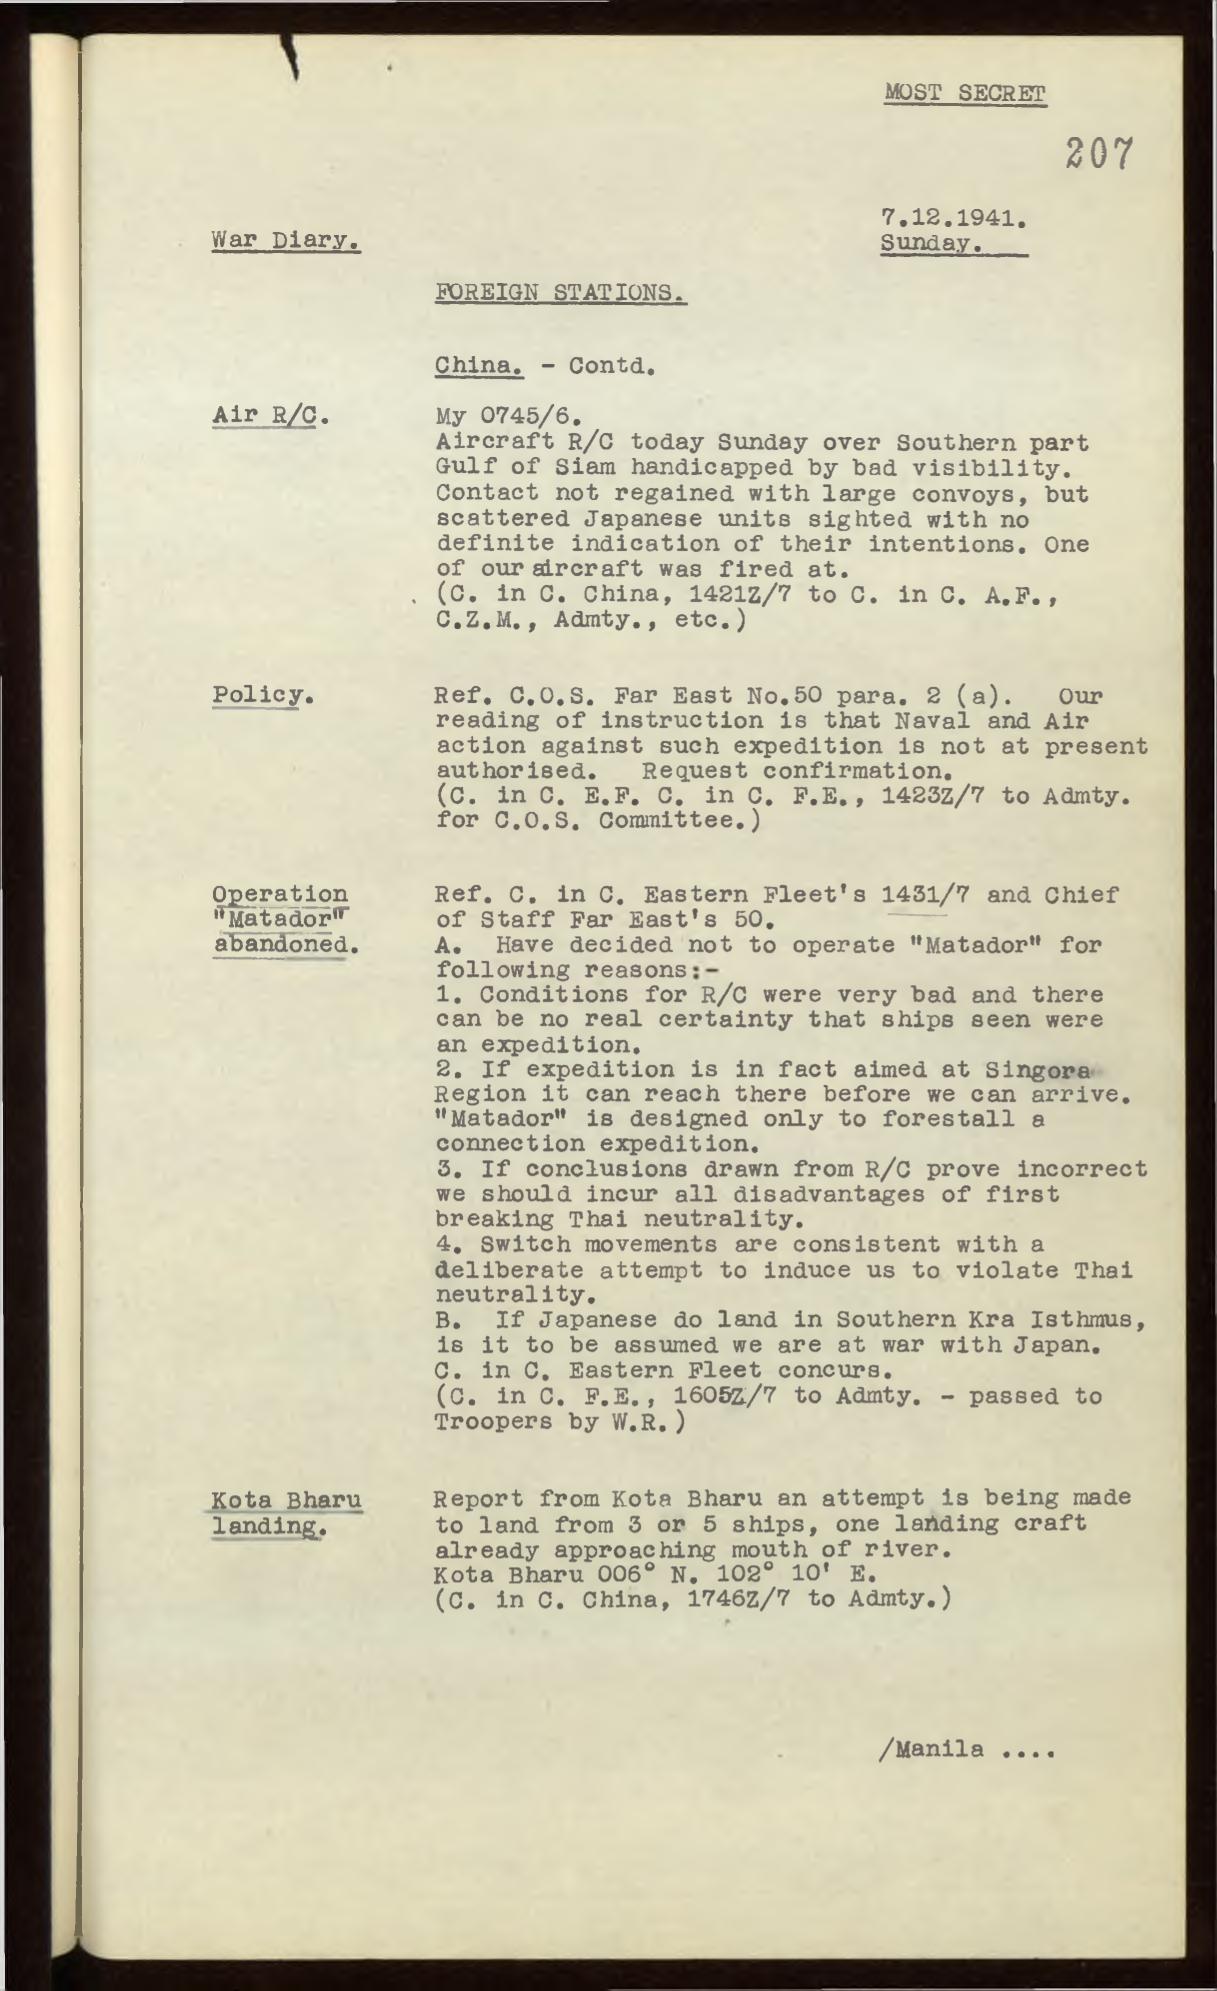 MOST SECRET
207
7.12.1941.
War Diary.
Sunday.
FOREIGN STATIONS.
China. - Contd.
Air R/C.
My 0745/6.
Aircraft R/C today Sunday over Southern part
Gulf of Siam handicapped by bad visibility.
Contact not regained with large convoys, but
scattered Japanese units sighted with no
definite indication of their intentions. One
of our aircraft was fired at.
(C. in C. China, 1421Z/7 to C. in C. A.F.,
C.Z.M., Admty., etc.)
Policy.
Ref. C.O.S. Far East No.50 para. 2 (a). Our
reading of instruction is that Naval and Air
action against such expedition is not at present
authorised. Request confirmation.
(C. in C. E.F. C. in C. F.E., 1423Z/7 to Admty.
for C.O.S. Committee.)
Operation
"Matador"
abandoned.
Ref. C. in C. Eastern Fleet's 1431/7 and Chief
of Staff Far East's 50.
A. Have decided not to operate "Matador" for
following reasons:-
1. Conditions for R/C were very bad and there
can be no real certainty that ships seen were
an expedition.
2. If expedition is in fact aimed at Singora
Region it can reach there before we can arrive.
"Matador" is designed only to forestall a
connection expedition.
3. If conclusions drawn from R/C prove incorrect
we should incur all disadvantages of first
breaking Thai neutrality.
4. Switch movements are consistent with a
deliberate attempt to induce us to violate Thai
neutrality.
B. If Japanese do land in Southern Kra Isthmus,
is it to be assumed we are at war with Japan.
C. in C. Eastern Fleet concurs.
(C. in C. F.E., 1605Z/7 to Admty. - passed to
Troopers by W.R.)
Kota Bharu
landing.
Report from Kota Bharu an attempt is being made
to land from 3 or 5 ships, one landing craft
already approaching mouth of river.
Kota Bharu 006° N. 102° 10' E.
(C. in C. China, 1746Z/7 to Admty.)
/Manila ....